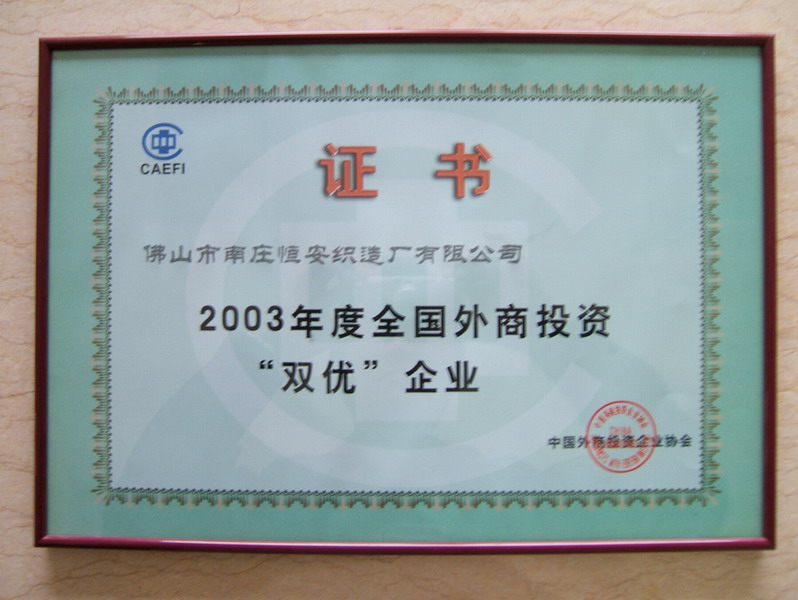 CAEFI
证 书
佛山市南庄恒安织造厂有限公司
2003年度全国外商投资
“双优”企业
中国外商投资企业协会